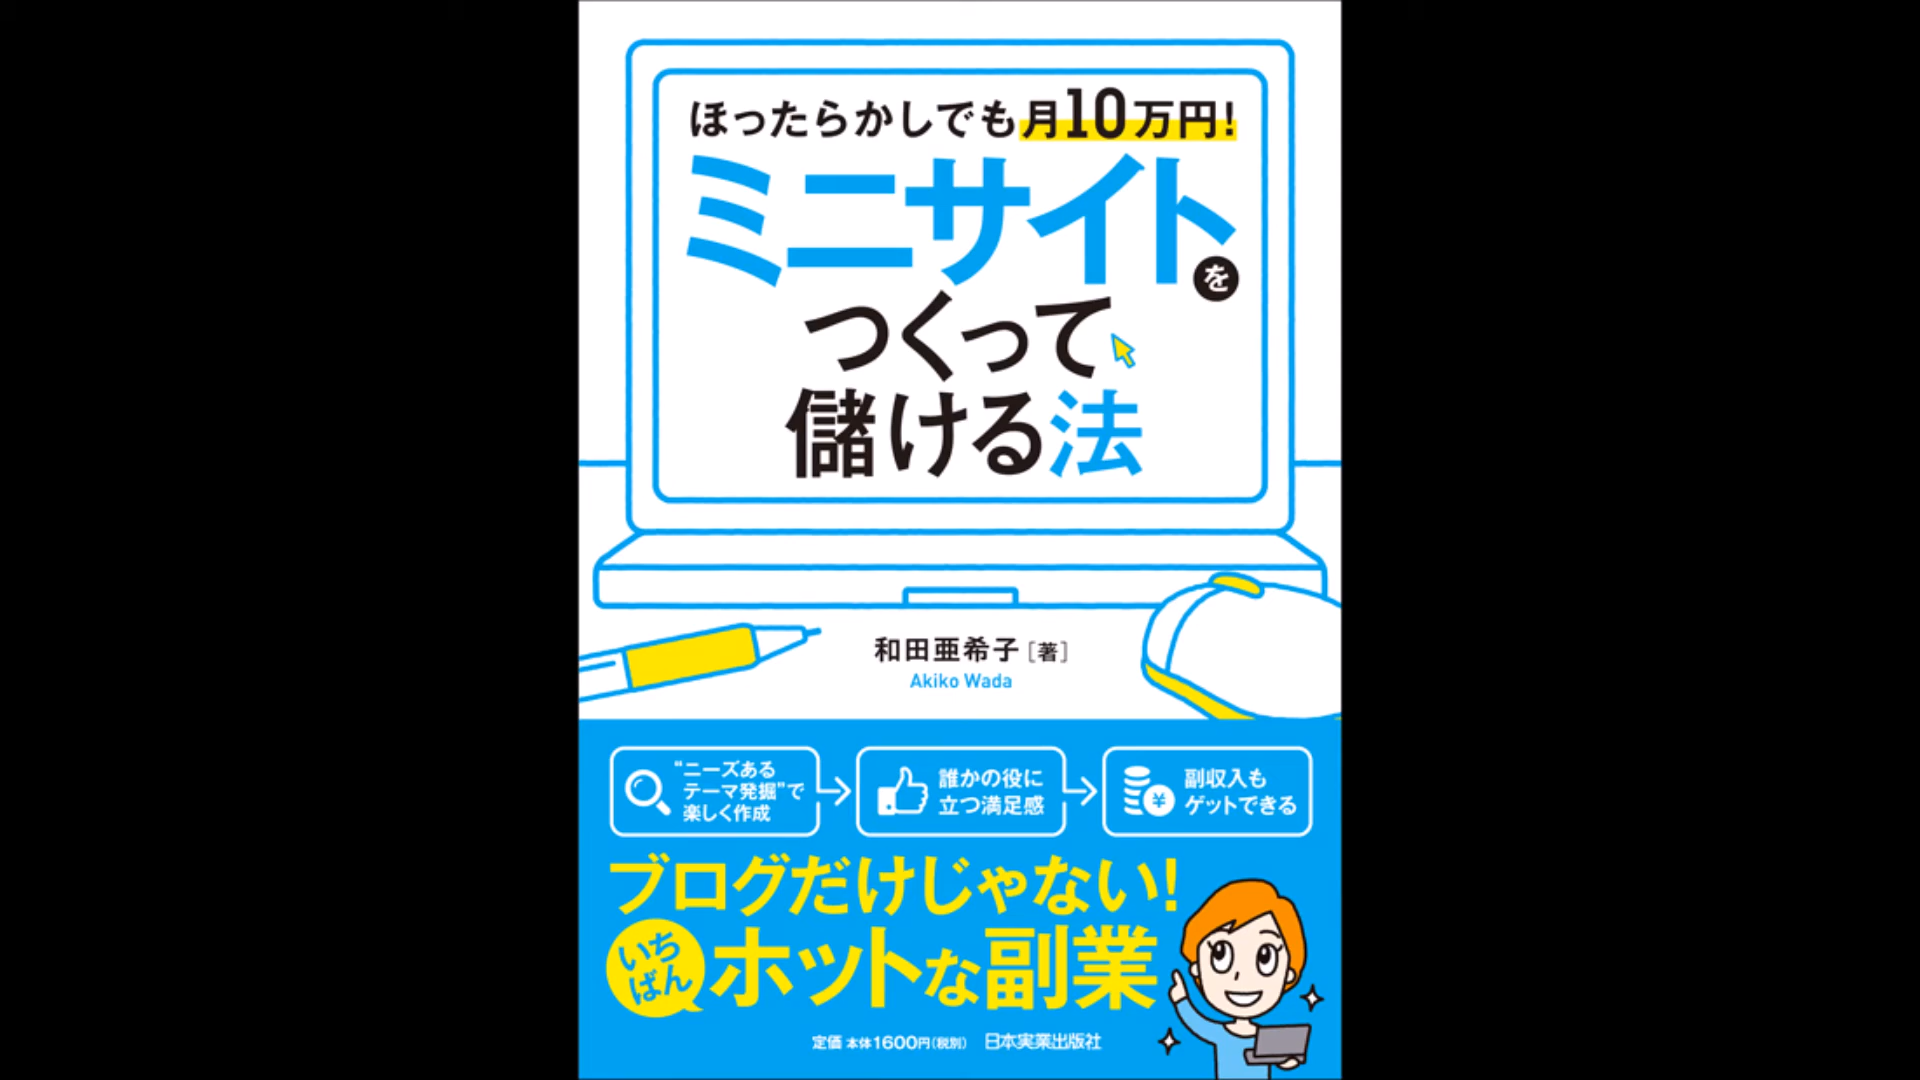 ほったらかしでも月10万円!
ミニサイトを
つくって
儲ける法
和田亜希子[著]
Akiko Wada
“ニーズある
テーマ発掘”で
楽しく作成
誰かの役に
立つ満足感
副収入も
ゲットできる
ブログだけじゃない!
いち
ばん
ホットな副業
定価 本体1600円(税別) 日本実業出版社